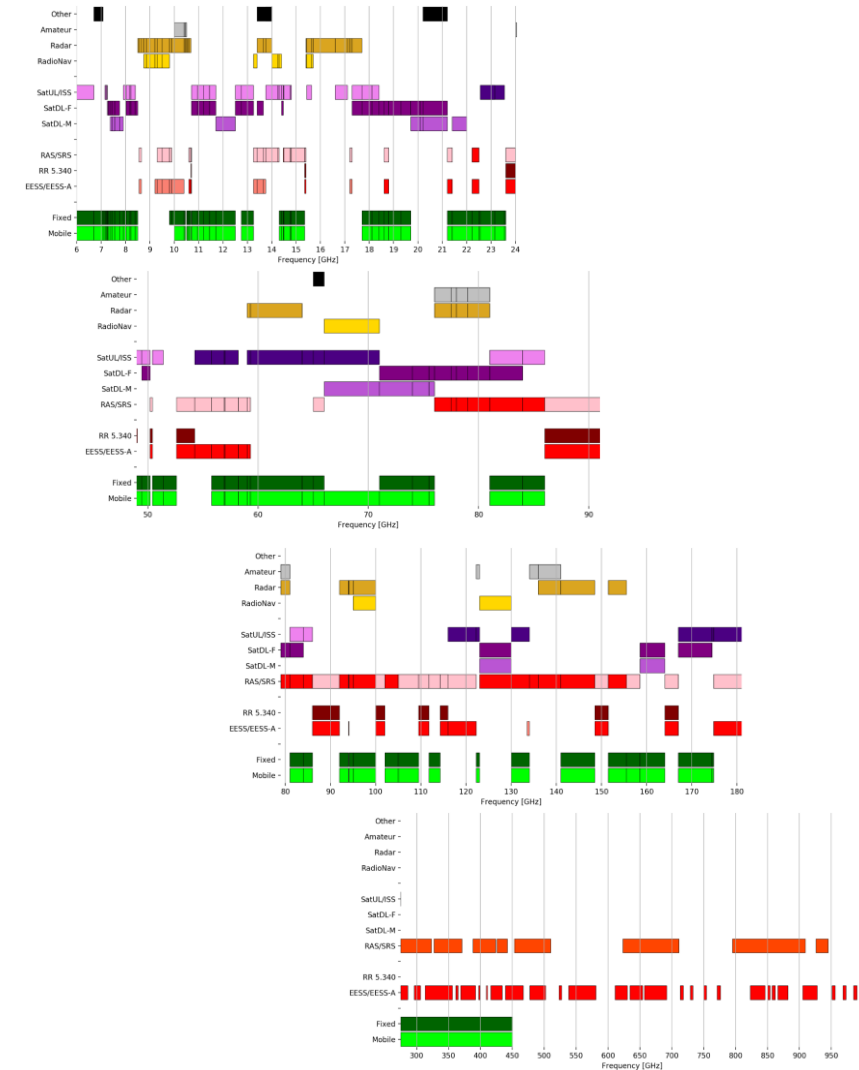 Other
Amateur
Radar
RadioNav
SatUL/ISS
SatDL-F
SatDL-M
RAS/SRS
RR 5.340
EESS/EESS-A
Fixed
Mobile
6 7 8 9 10 11 12 13 14 15 16 17 18 19 20 21 22 23 24
Frequency [GHz]
Other
Amateur
Radar
RadioNav
SatUL/ISS
SatDL-F
SatDL-M
RAS/SRS
RR 5.340
EESS/EESS-A
Fixed
Mobile
50 60 70 80 90
Frequency [GHz]
Other
Amateur
Radar
RadioNav
SatUL/ISS
SatDL-F
SatDL-M
RAS/SRS
RR 5.340
EESS/EESS-A
Fixed
Mobile
80 90 100 110 120 130 140 150 160 170 180
Frequency [GHz]
Other
Amateur
Radar
RadioNav
SatUL/ISS
SatDL-F
SatDL-M
RAS/SRS
RR 5.340
EESS/EESS-A
Fixed
Mobile
300 350 400 450 500 550 600 650 700 750 800 850 900 950
Frequency [GHz]